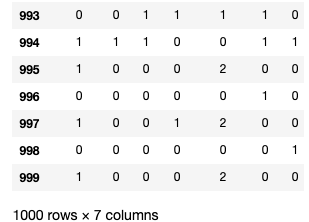 993 0 0 1 1 1 1 0
994 1 1 1 0 0 1 1
995 1 0 0 0 2 0 0
996 0 0 0 0 0 1 0
997 1 0 0 1 2 0 0
998 0 0 0 0 0 0 1
999 1 0 0 0 2 0 0
1000 rows × 7 columns